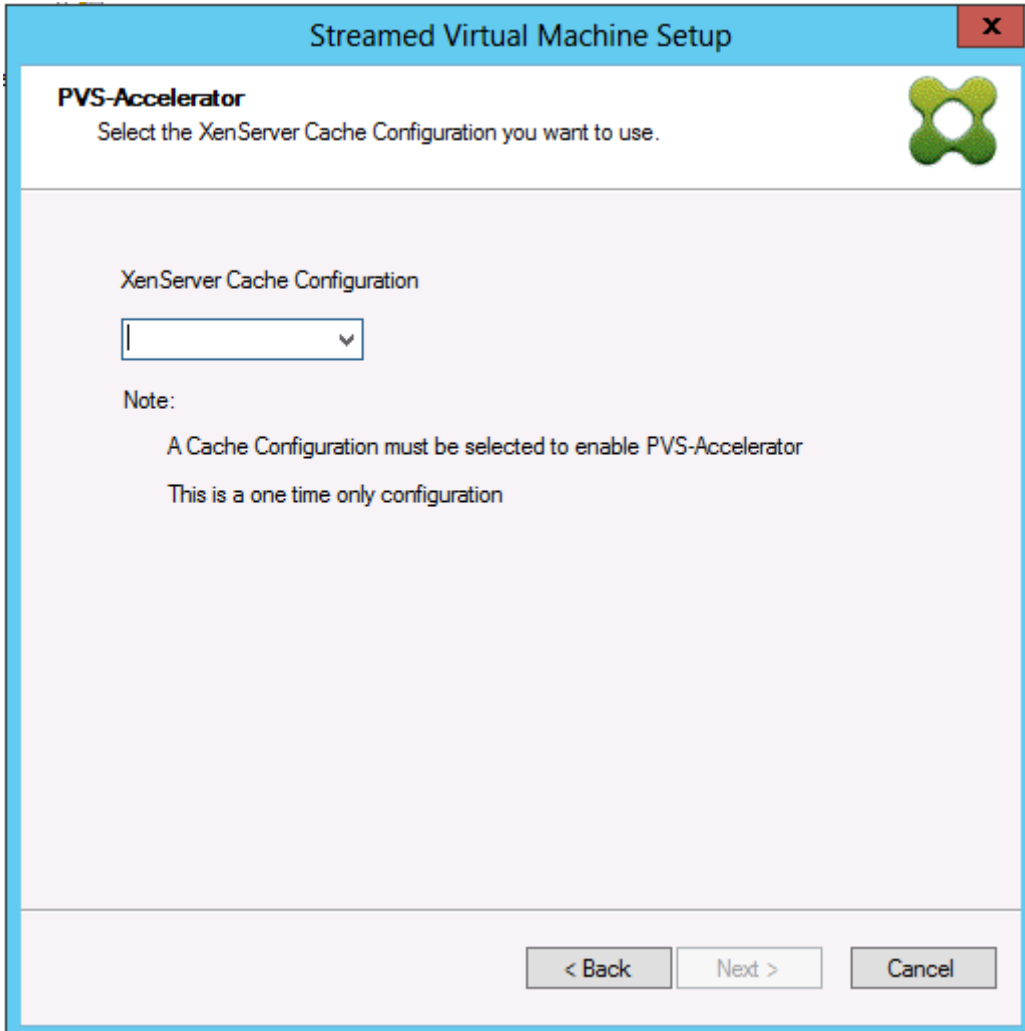 Streamed Virtual Machine Setup
x
PVS-Accelerator
Select the XenServer Cache Configuration you want to use.
XenServer Cache Configuration
Note:
A Cache Configuration must be selected to enable PVS-Accelerator
This is a one time only configuration
< Back
Next >
Cancel